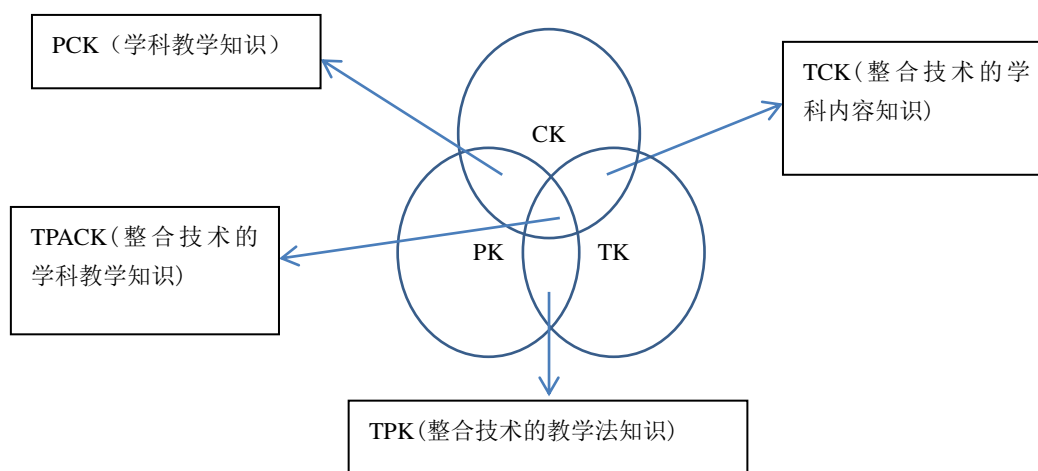 PCK（学科教学知识）
TCK(整合技术的学
科内容知识)
CK
TPACK(整合技术的
学科教学知识)
PK
TK
TPK(整合技术的教学法知识)